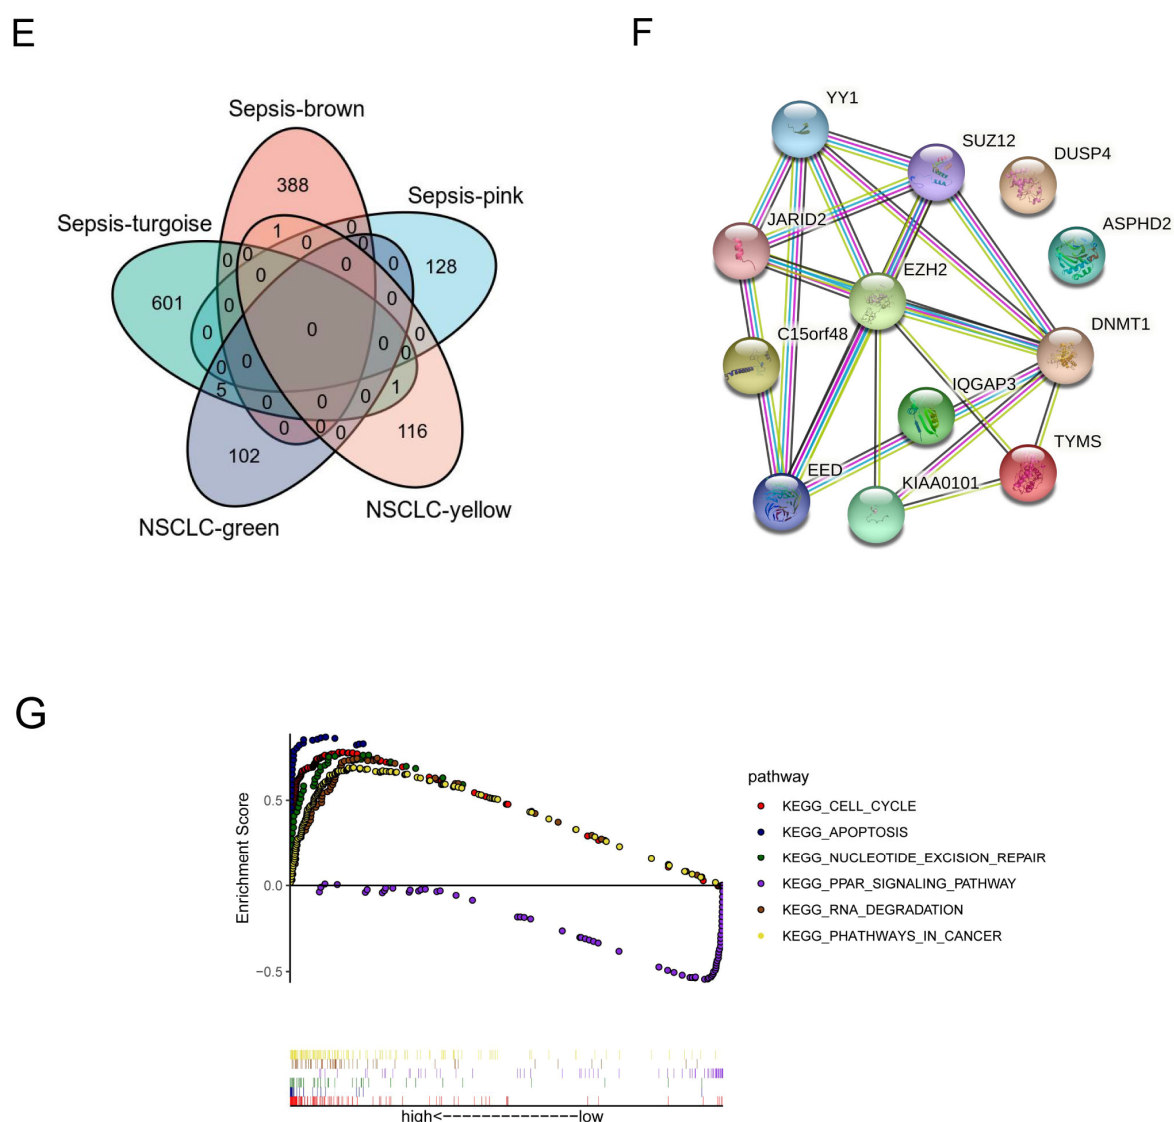 E
F
Sepsis-brown
388
Sepsis-pink
Sepsis-turgoise
1
0
0
0
0
0
0
0
0
128
601
0
0
0
0
0
0
0
0
0
0
0
5
0
0
0
1
0
0
0
116
102
NSCLC-yellow
NSCLC-green
YY1
SUZ12
DUSP4
JARID2
ASPHD2
EZH2
DNMT1
C15orf48
IQGAP3
TYMS
EED
KIAA0101
G
Enrichment Score
0.5
0.0
−0.5
pathway
KEGG_CELL_CYCLE
KEGG_APOPTOSIS
KEGG_NUCLEOTIDE_EXCISION_REPAIR
KEGG_PPAR_SIGNALING_PATHWAY
KEGG_RNA_DEGRADATION
KEGG_PHATHWAYS_IN_CANCER
high<--------------low